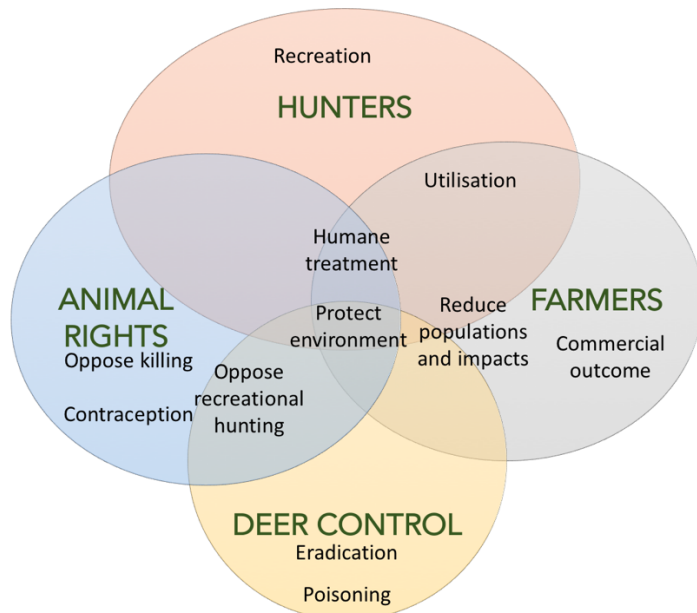 Recreation
HUNTERS
Utilisation
Humane
treatment
ANIMAL
RIGHTS
Oppose killing
Contraception
Protect
environment
Reduce
populations
and impacts
FARMERS
Commercial
outcome
Oppose
recreational
hunting
DEER CONTROL
Eradication
Poisoning